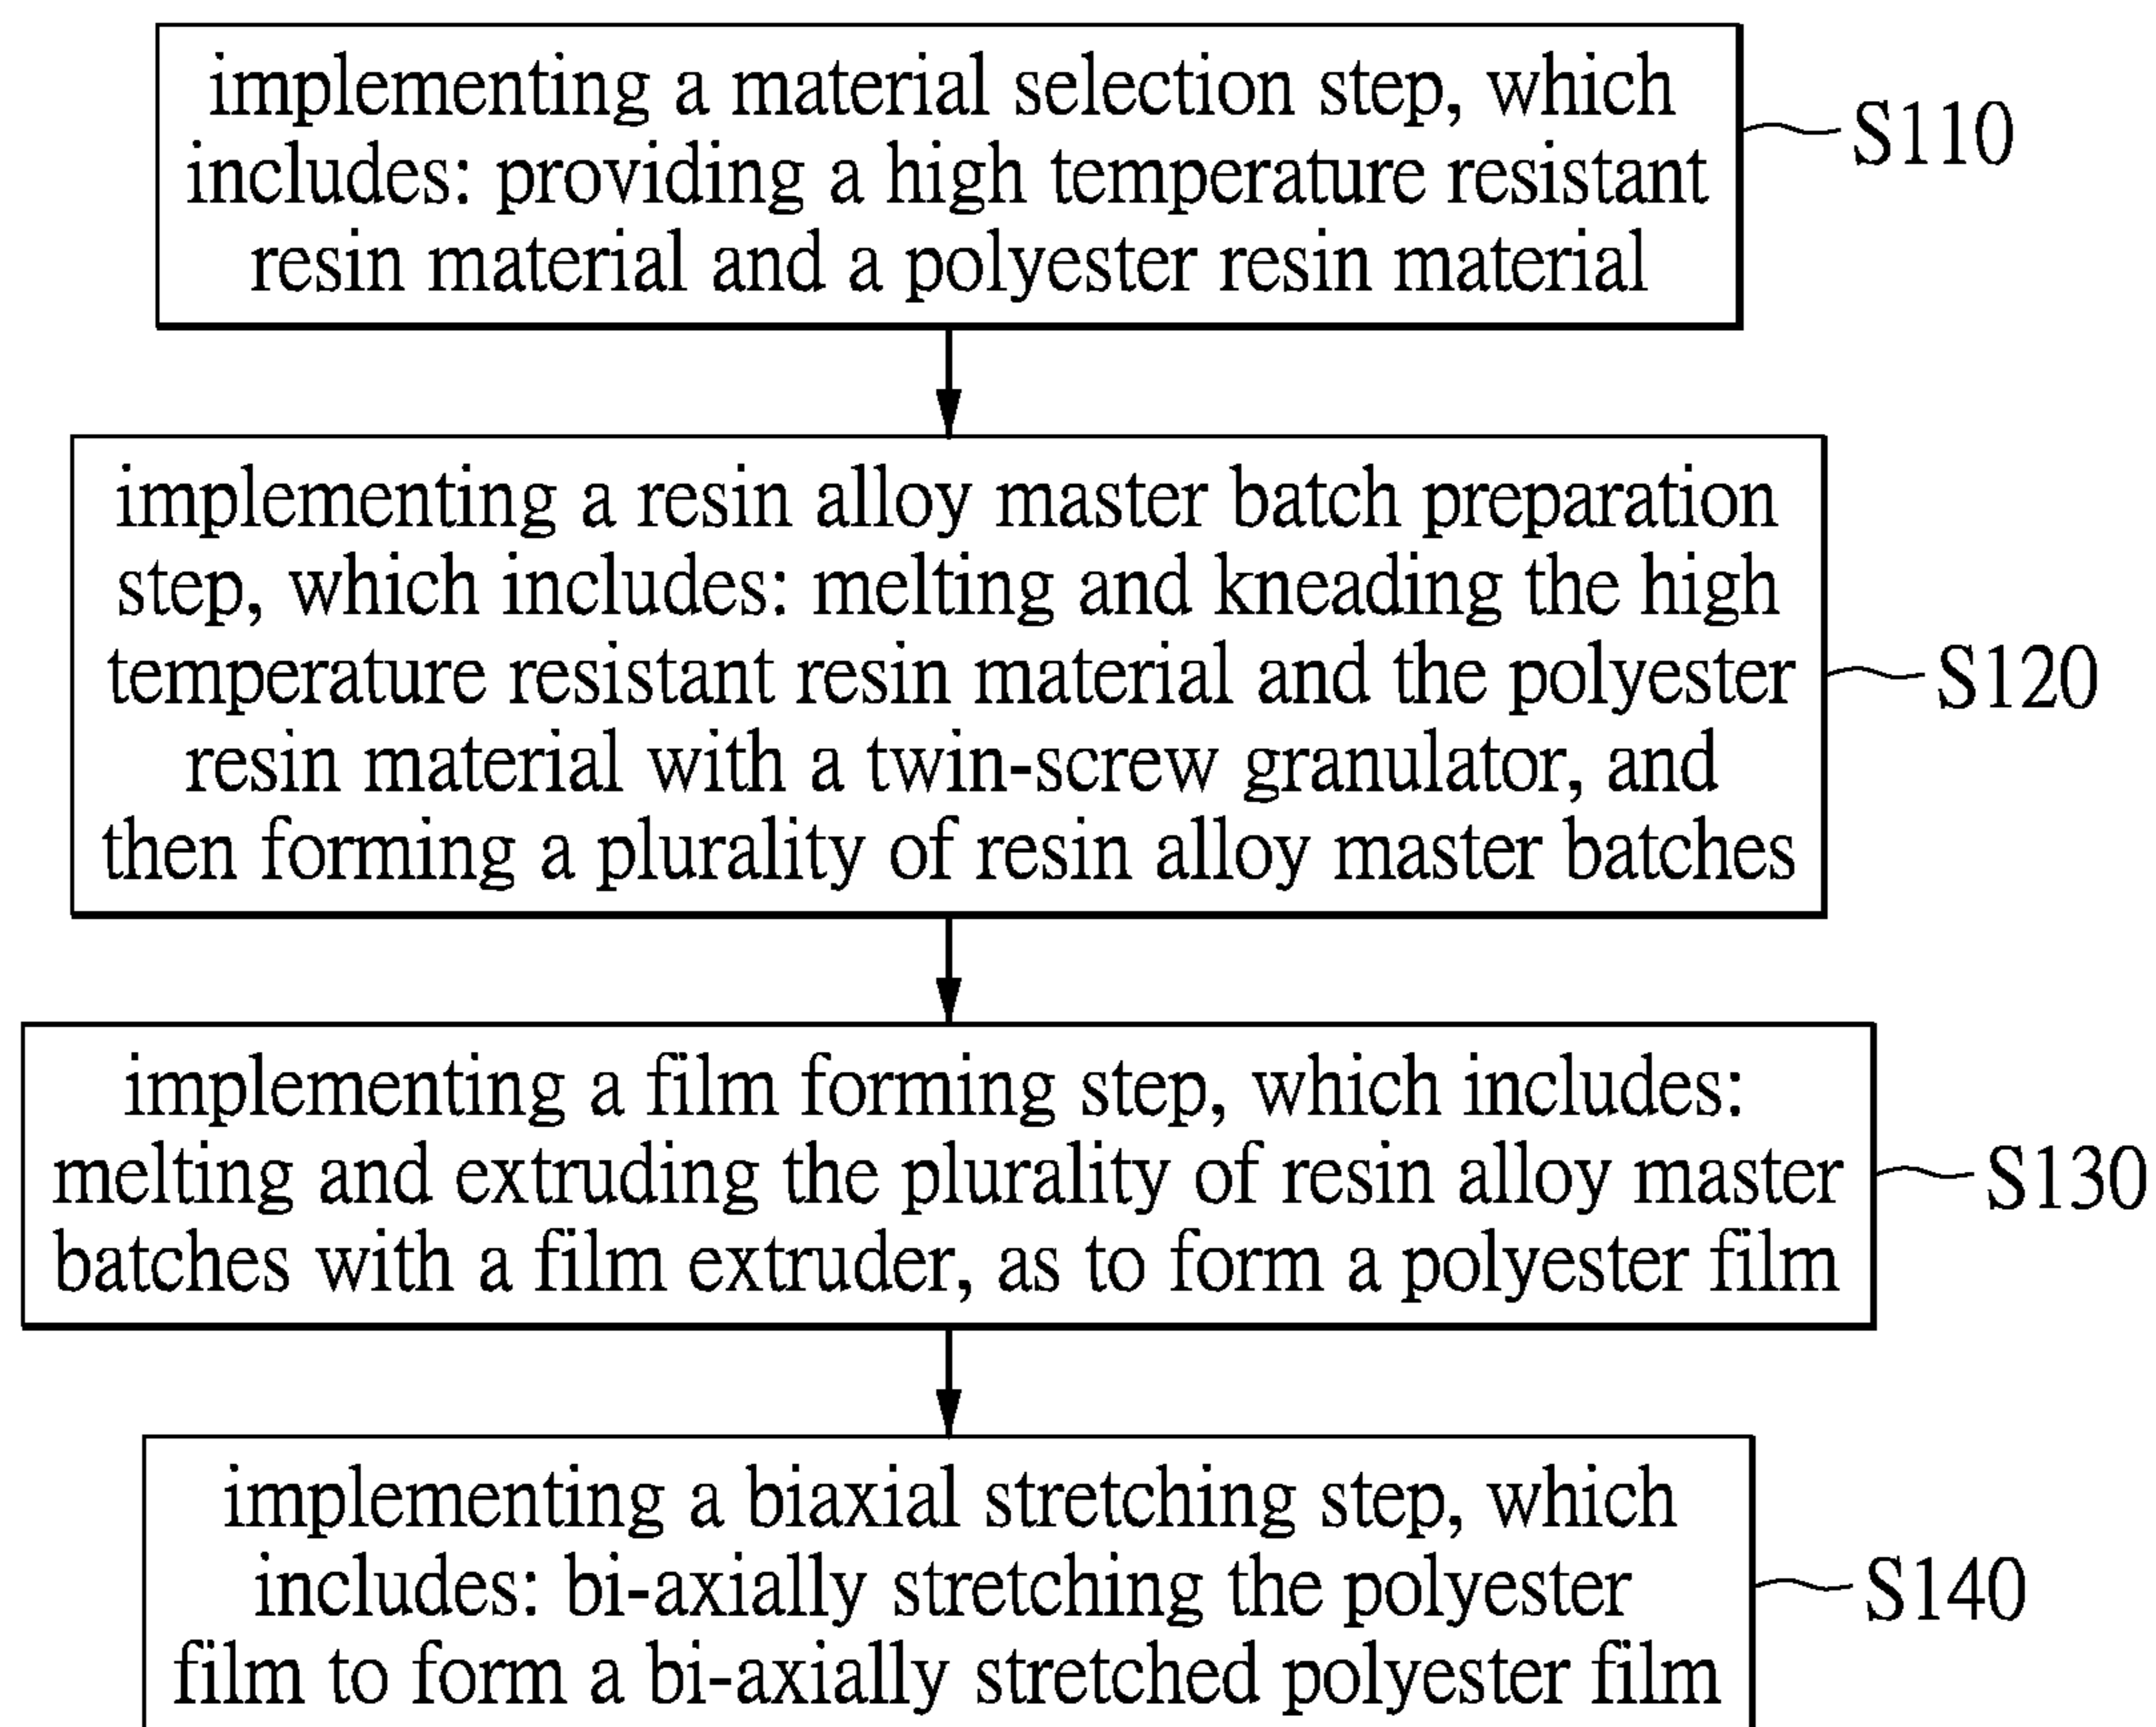 implementing a material selection step, which
includes: providing a high temperature resistant
resin material and a polyester resin material
S110
implementing a resin alloy master batch preparation
step, which includes: melting and kneading the high
temperature resistant resin material and the polyester
resin material with a twin-screw granulator, and
then forming a plurality of resin alloy master batches
S120
implementing a film forming step, which includes:
melting and extruding the plurality of resin alloy master
batches with a film extruder, as to form a polyester film
S130
implementing a biaxial stretching step, which
includes: bi-axially stretching the polyester
film to form a bi-axially stretched polyester film
S140